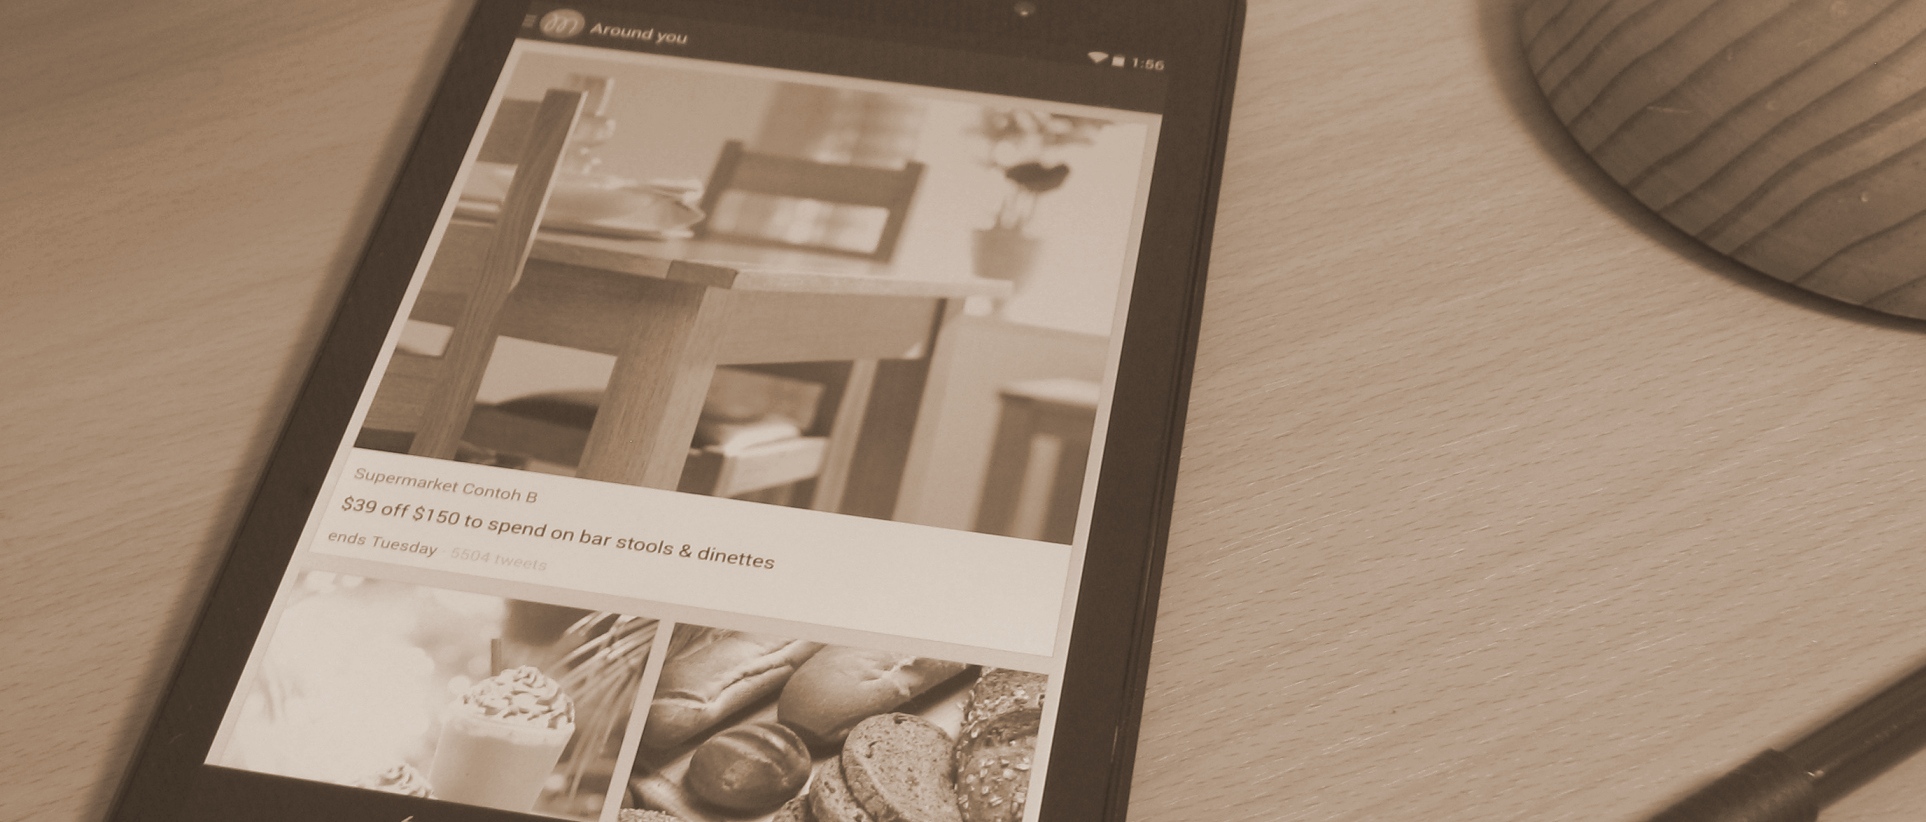 Around you
1:56
Supermarket Contoh B
$39 off $150 to spend on bar stools & dinettes
ends Tuesday · 5504 tweets